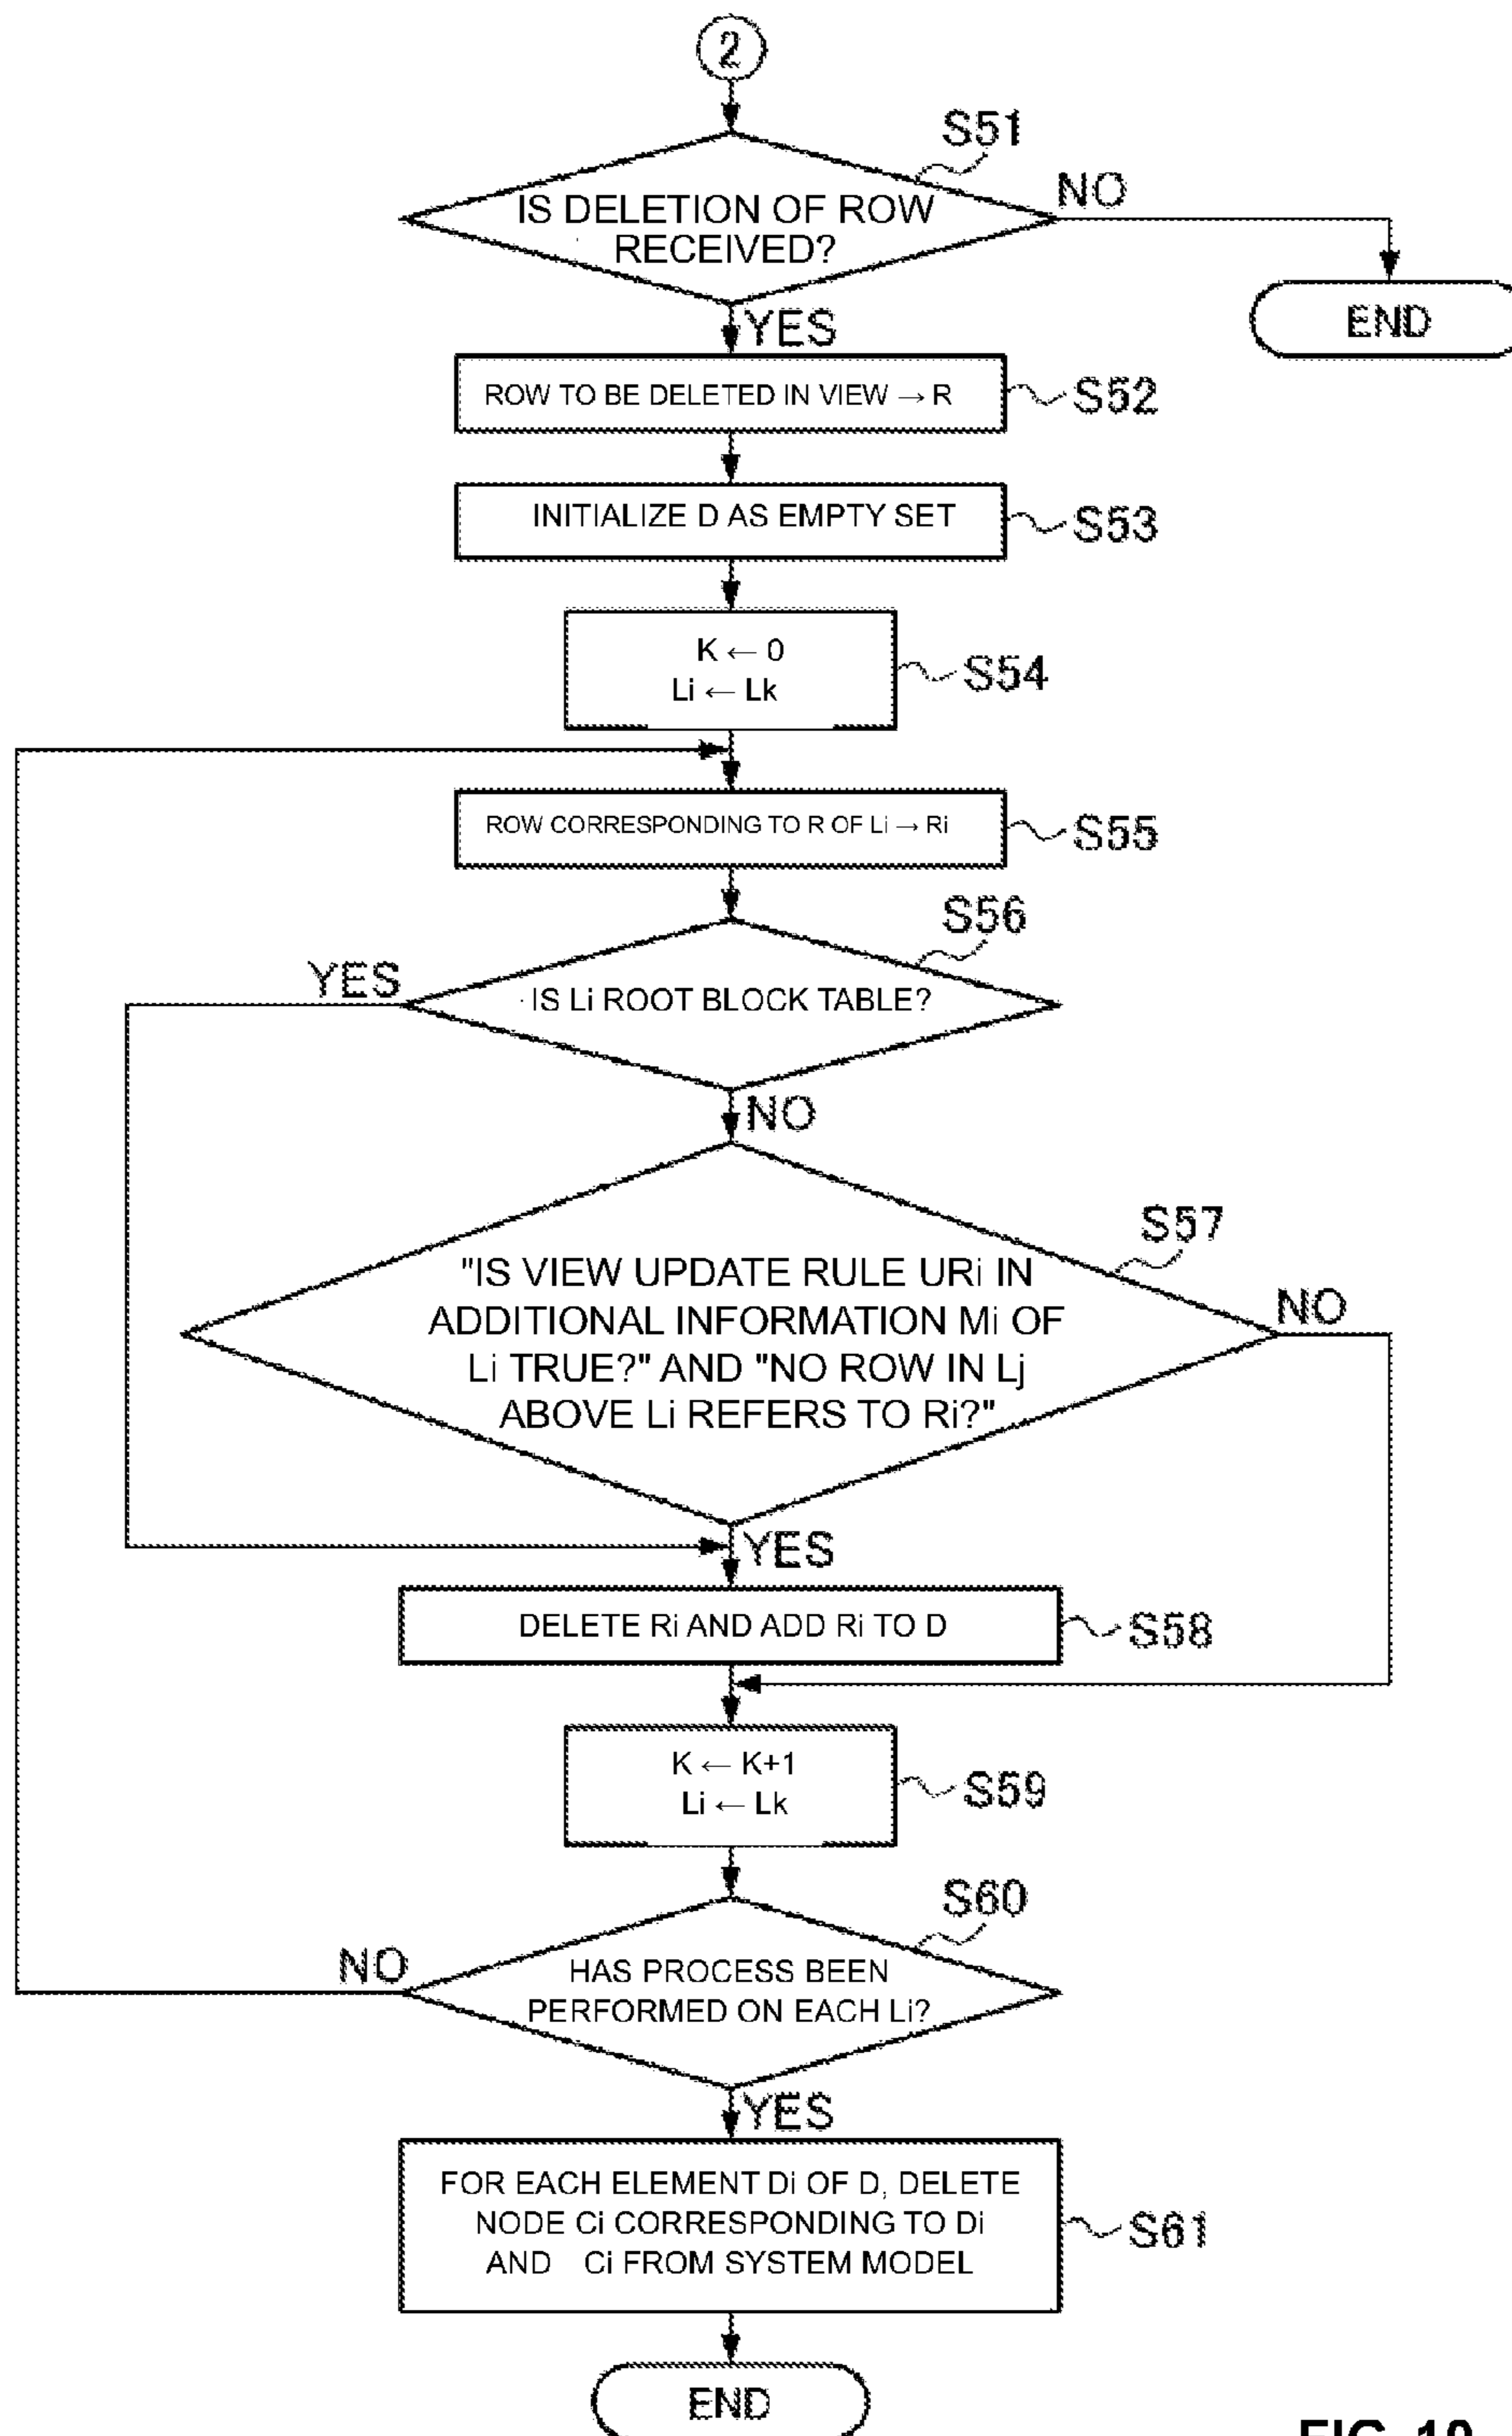 2
S51
IS DELETION OF ROW
RECEIVED?
NO
END
YES
ROW TO BE DELETED IN VIEW → R
S52
INITIALIZE D AS EMPTY SET
S53
K ← 0
Li ← Lk
S54
ROW CORRESPONDING TO R OF Li → Ri
S55
S56
YES
IS Li ROOT BLOCK TABLE?
NO
S57
"IS VIEW UPDATE RULE URi IN
ADDITIONAL INFORMATION Mi OF
Li TRUE?" AND "NO ROW IN Lj
ABOVE Li REFERS TO Ri?"
NO
YES
DELETE Ri AND ADD Ri TO D
S58
K ← K+1
Li ← Lk
S59
S60
NO
HAS PROCESS BEEN
PERFORMED ON EACH Li?
YES
FOR EACH ELEMENT Di OF D, DELETE
NODE Ci CORRESPONDING TO Di
AND Ci FROM SYSTEM MODEL
S61
END